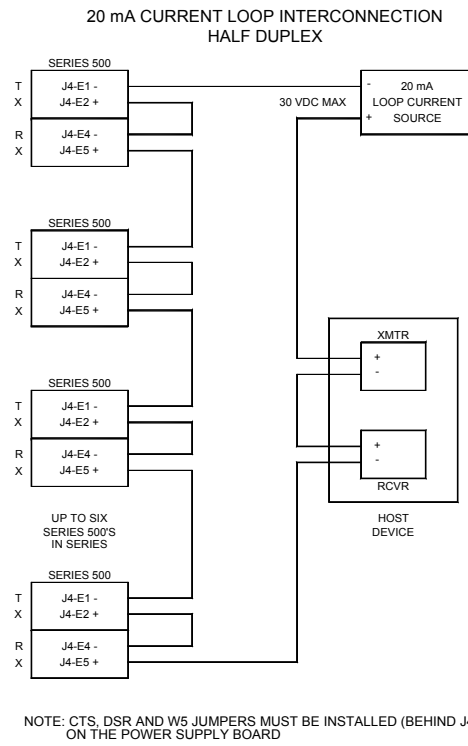 20 mA CURRENT LOOP INTERCONNECTION
HALF DUPLEX
SERIES 500
T J4-E1 -
X J4-E2 +
R J4-E4 -
X J4-E5 +
- 20 mA
30 VDC MAX LOOP CURRENT
+ SOURCE
SERIES 500
T J4-E1 -
X J4-E2 +
R J4-E4 -
X J4-E5 +
XMTR
+
-
SERIES 500
T J4-E1 -
X J4-E2 +
R J4-E4 -
X J4-E5 +
+
-
RCVR
UP TO SIX
SERIES 500'S
IN SERIES
HOST
DEVICE
SERIES 500
T J4-E1 -
X J4-E2 +
R J4-E4 -
X J4-E5 +
NOTE: CTS, DSR AND W5 JUMPERS MUST BE INSTALLED (BEHIND J4
ON THE POWER SUPPLY BOARD